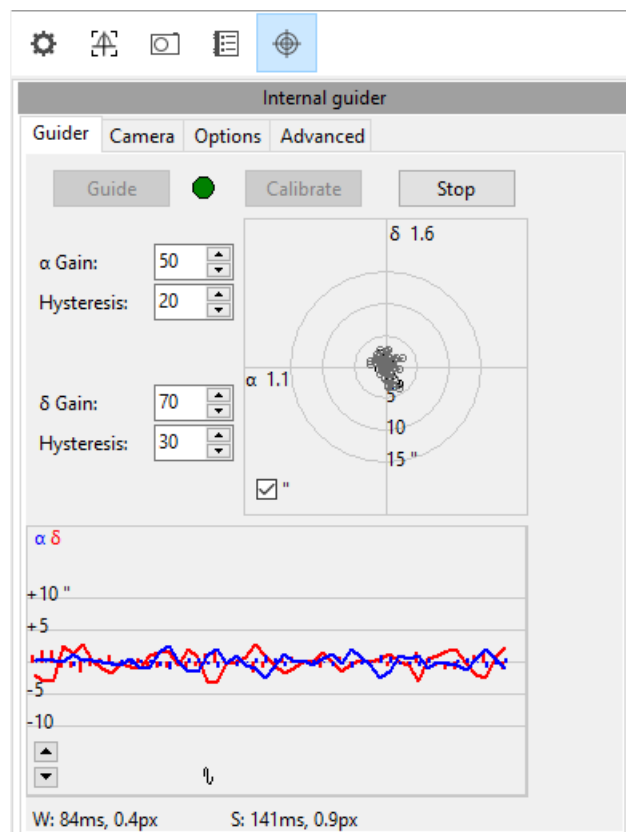 Internal guider
Guider Camera Options Advanced
Guide Calibrate Stop
α Gain: 50
Hysteresis: 20
δ Gain: 70
Hysteresis: 30
δ 1.6
α 1.1
5
10
15 "
"
α δ
+10 "
+5
-5
-10
W: 84ms, 0.4px S: 141ms, 0.9px